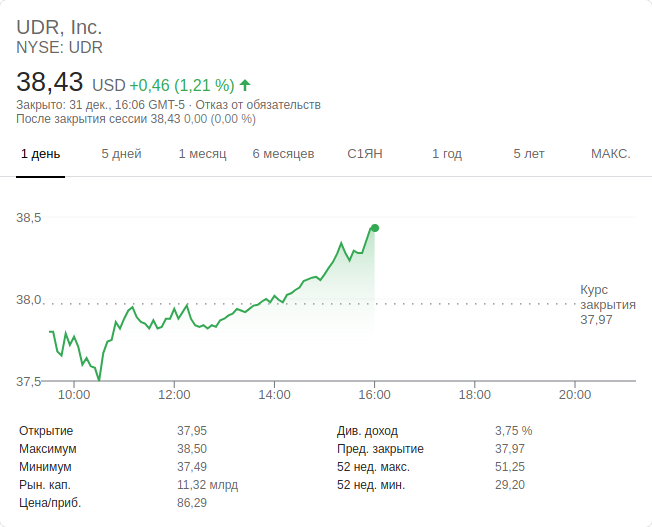 UDR, Inc.
NYSE: UDR
38,43 USD +0,46 (1,21 %)
Закрыто: 31 дек., 16:06 GMT-5 · Отказ от обязательств
После закрытия сессии 38,43 0,00 (0,00 %)
1 день 5 дней 1 месяц 6 месяцев С1ЯН 1 год 5 лет МАКС.
38,5
38,0
37,5
Курс
закрытия
37,97
10:00 12:00 14:00 16:00 18:00 20:00
Открытие 37,95 Див. доход 3,75 %
Максимум 38,50 Пред. закрытие 37,97
Минимум 37,49 52 нед. макс. 51,25
Рын. кап. 11,32 млрд 52 нед. мин. 29,20
Цена/приб. 86,29